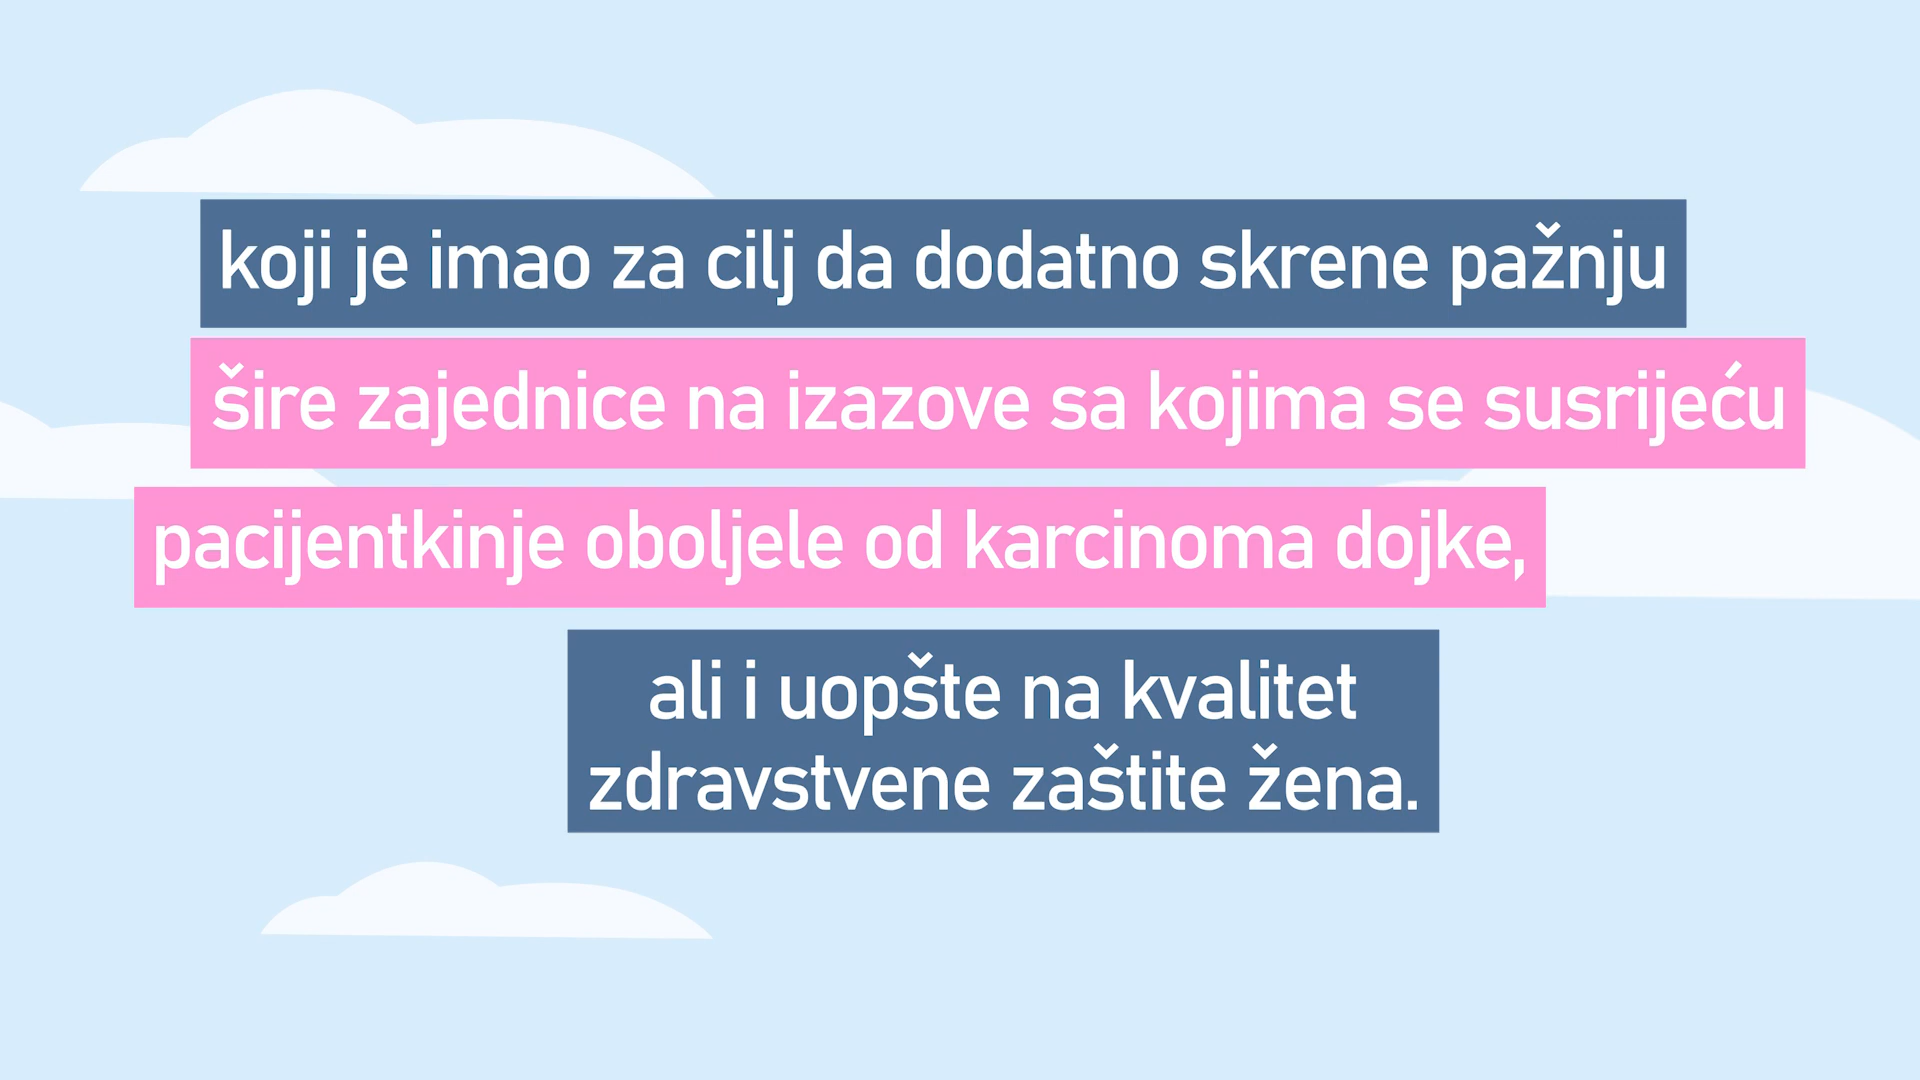 koji je imao za cilj da dodatno skrene pažnju
šire zajednice na izazove sa kojima se susrijeću
pacijentkinje oboljele od karcinoma dojke,
ali i uopšte na kvalitet
zdravstvene zaštite žena.